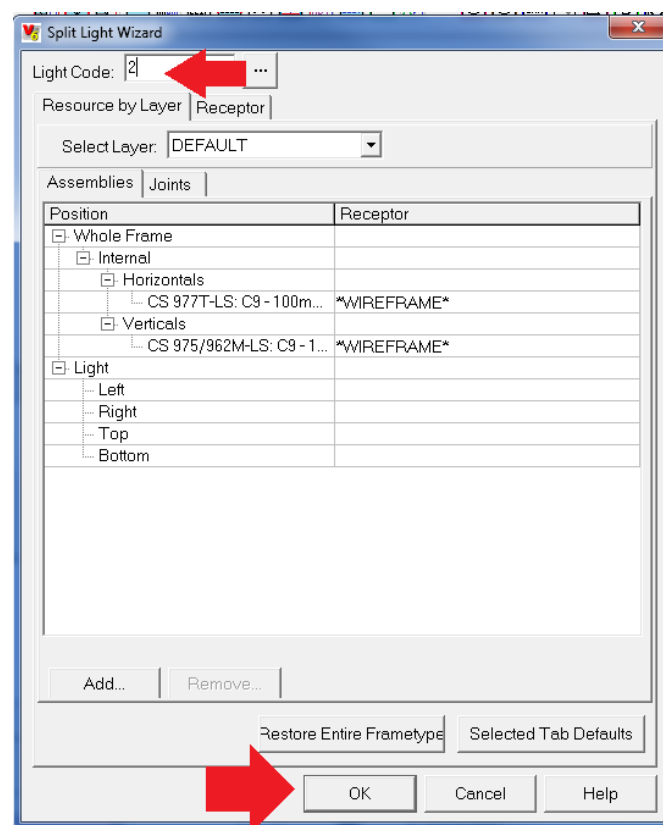 Split Light Wizard
Light Code: 2 ...
Resource by Layer Receptor
Select Layer: DEFAULT
Assemblies Joints
Position Receptor
Whole Frame
Internal
Horizontals
CS 977T-LS: C9 - 100m... *WIREFRAME*
Verticals
CS 975/962M-LS: C9 - 1... *WIREFRAME*
Light
Left
Right
Top
Bottom
Add... Remove...
Restore Entire Frametype Selected Tab Defaults
OK Cancel Help